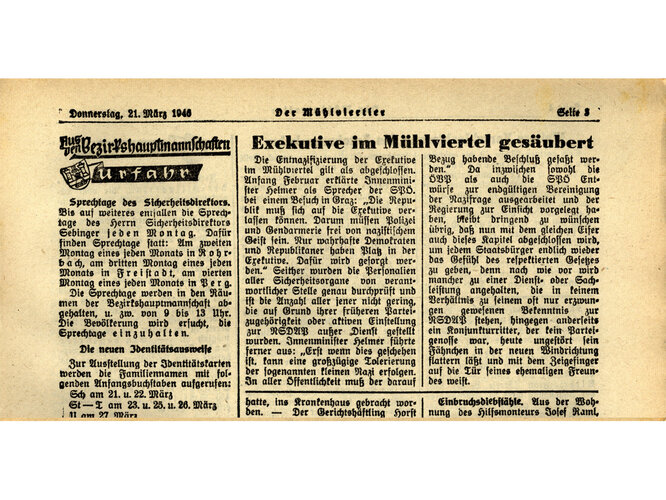 Donnerstag, 21. März 1946
Der Mühlviertler
Seite 3
Aus
den Bezirkshauptmannschaften
Urfahr
Sprechtage des Sicherheitsdirektors.
Bis auf weiteres entfallen die Sprech-
tage des Herrn Sicherheitsdirektors
Sebinger jeden Montag. Dafür
finden Sprechtage statt: Am zweiten
Montag eines jeden Monats in Rohr-
bach, am dritten Montag eines jeden
Monats in Freistadt, am vierten
Montag eines jeden Monats in Perg.
Die Sprechtage werden in den Räu-
men der Bezirkshauptmannschaft ab-
gehalten, u. zw. von 9 bis 13 Uhr.
Die Bevölkerung wird ersucht, die
Sprechtage einzuhalten.
Die neuen Identitätsausweise
Zur Ausstellung der Identitätskarten
werden die Familiennamen mit fol-
genden Anfangsbuchstaben aufgerufen:
Sch am 21. u. 22. März
St—T am 23. u. 25. u. 26. März
U am 27. März
Exekutive im Mühlviertel gesäubert
Die Entnazifizierung der Exekutive
im Mühlviertel gilt als abgeschlossen.
Anfang Februar erklärte Innenminister
Helmer als Sprecher der SPÖ.
bei einem Besuch in Graz: „Die Repu-
blik muß sich auf die Exekutive ver-
lassen können. Darum müssen Polizei
und Gendarmerie frei von nazistischem
Geist sein. Nur wahrhafte Demokraten
und Republikaner haben Platz in der
Exekutive. Dafür wird gesorgt wer-
den.“ Seither wurden die Personalien
aller Sicherheitsorgane von verant-
wortlicher Stelle genau durchprüft und
ist die Anzahl aller jener nicht gering,
die auf Grund ihrer früheren Partei-
zugehörigkeit oder aktiven Einstellung
zur NSDAP außer Dienst gestellt
wurden. Innenminister Helmer führte
ferner aus: „Erst wenn dies geschehen
ist, kann eine großzügige Tolerierung
der sogenannten kleinen Nazi erfolgen.
In aller Öffentlichkeit muß der darauf
Bezug habende Beschluß gefaßt wer-
den.“ Da inzwischen sowohl die
ÖVP als auch die SPÖ Ent-
würfe zur endgültigen Bereinigung
der Nazifrage ausgearbeitet und der
Regierung zur Einsicht vorgelegt ha-
ben, bleibt dringend zu wünschen
übrig, daß nun mit dem gleichen Eifer
auch dieses Kapitel abgeschlossen wird,
um jedem Staatsbürger endlich wieder
das Gefühl des respektierten Gesetzes
zu geben, denn nach wie vor wird
mancher zu einer Dienst- oder Sach-
leistung angehalten, die in keinem
Verhältnis zu seinem oft nur erzwun-
gen gewesenen Bekenntnis zur
NSDAP stehen, hingegen anderseits
ein Konjunkturritter, der kein Partei-
genosse war, heute ungestört sein
Fähnchen in der neuen Windrichtung
flattern läßt und mit dem Zeigefinger
auf die Tür seines ehemaligen Freun-
des weist.
hatte, ins Krankenhaus gebracht wor-
den. — Der Gerichtshäftling Horst
Einbruchsdiebstähle. Aus der Woh-
nung des Hilfsmonteurs Josef Raml,